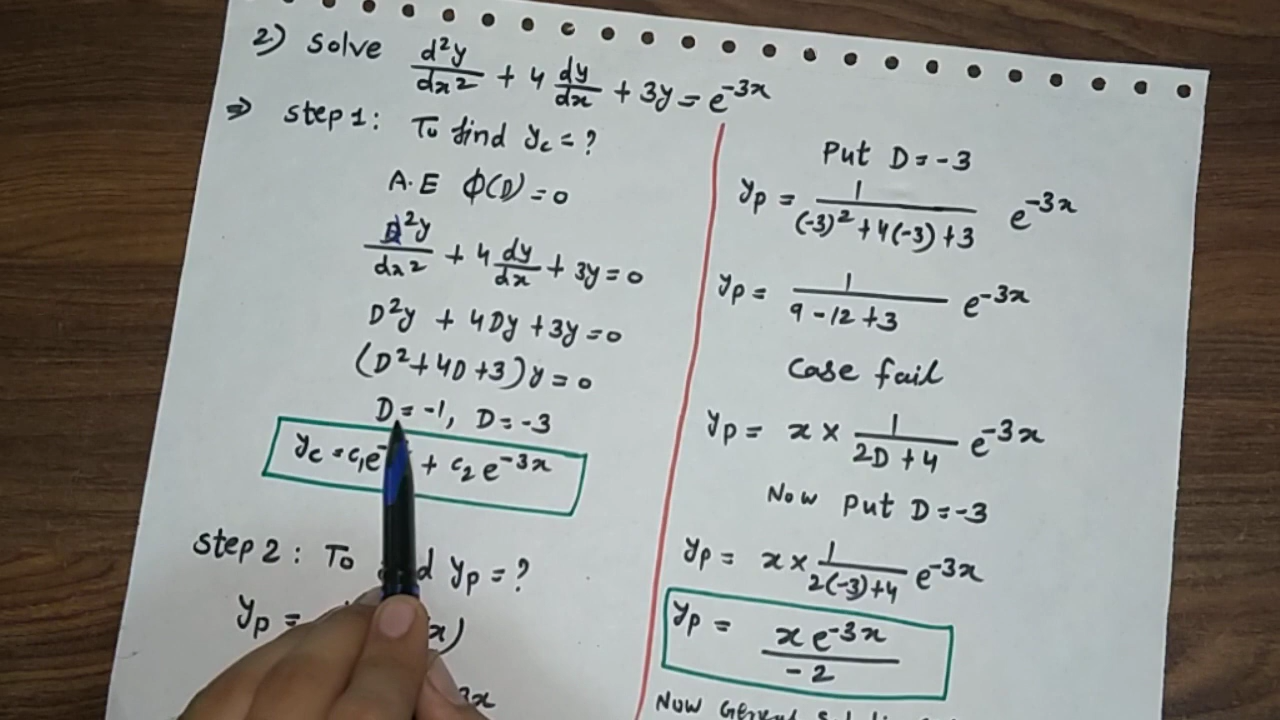 2) Solve d²y/dx² + 4 dy/dx + 3y = e^-3x
⇒ Step 1: To find yc = ?
A.E φ(D) = 0
D²y/dx² + 4 dy/dx + 3y = 0
D²y + 4Dy + 3y = 0
(D² + 4D + 3)y = 0
D = -1, D = -3
yc = c₁e^- + c₂ e^-3x
Step 2: To yp = ?
yp =
x)
3x
Put D = -3
yp = 1/((-3)² + 4(-3) + 3) e^-3x
yp = 1/(9 - 12 + 3) e^-3x
Case fail
yp = x × 1/(2D + 4) e^-3x
Now Put D = -3
yp = x × 1/(2(-3)+4) e^-3x
yp = x e^-3x/-2
Now